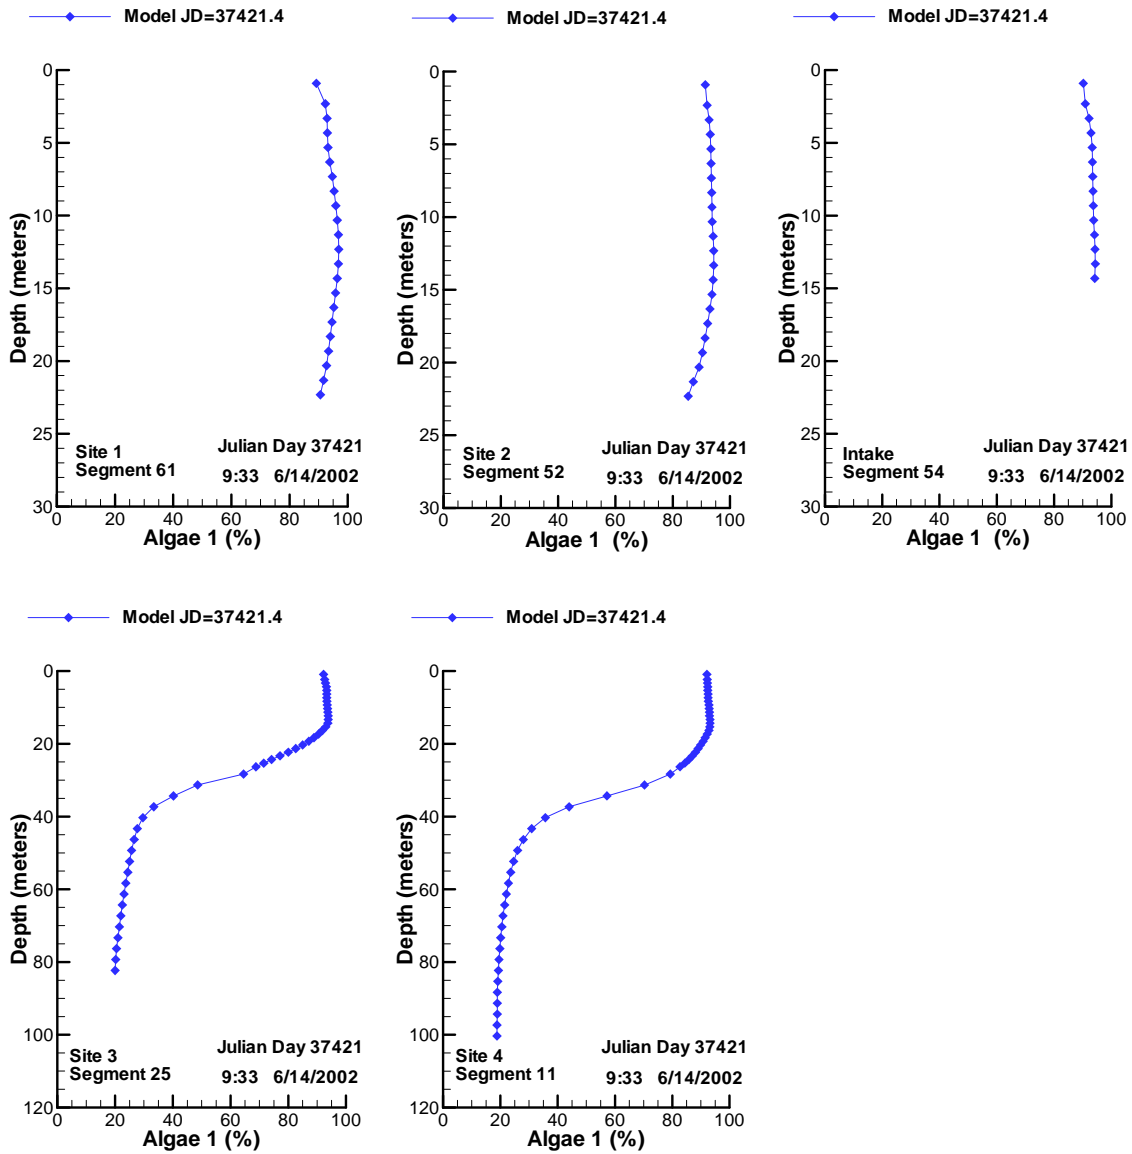 Model JD=37421.4
0
5
10
15
20
25
30
Depth (meters)
Site 1
Segment 61
Julian Day 37421
9:33 6/14/2002
0 20 40 60 80 100
Algae 1 (%)
Model JD=37421.4
0
5
10
15
20
25
30
Depth (meters)
Site 2
Segment 52
Julian Day 37421
9:33 6/14/2002
0 20 40 60 80 100
Algae 1 (%)
Model JD=37421.4
0
5
10
15
20
25
30
Depth (meters)
Intake
Segment 54
Julian Day 37421
9:33 6/14/2002
0 20 40 60 80 100
Algae 1 (%)
Model JD=37421.4
0
20
40
60
80
100
120
Depth (meters)
Site 3
Segment 25
Julian Day 37421
9:33 6/14/2002
0 20 40 60 80 100
Algae 1 (%)
Model JD=37421.4
0
20
40
60
80
100
120
Depth (meters)
Site 4
Segment 11
Julian Day 37421
9:33 6/14/2002
0 20 40 60 80 100
Algae 1 (%)